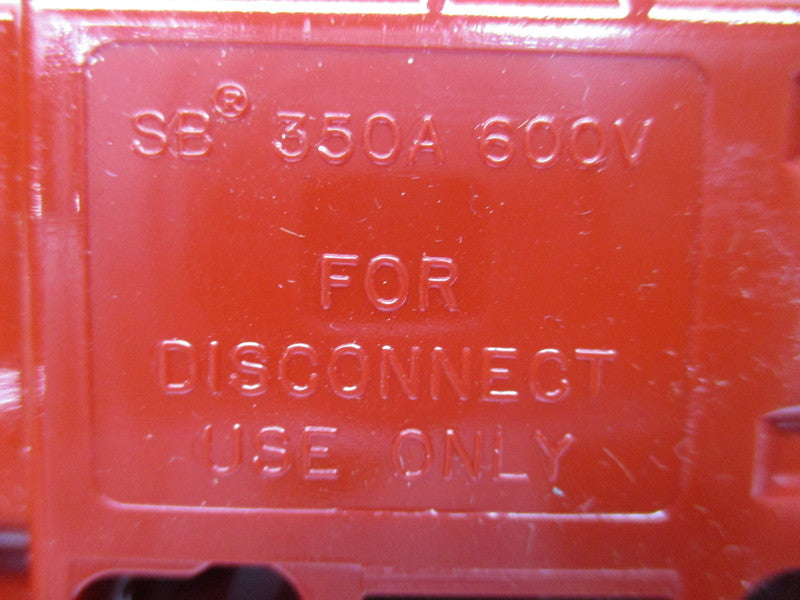 SB® 350A 600V
FOR
DISCONNECT
USE ONLY